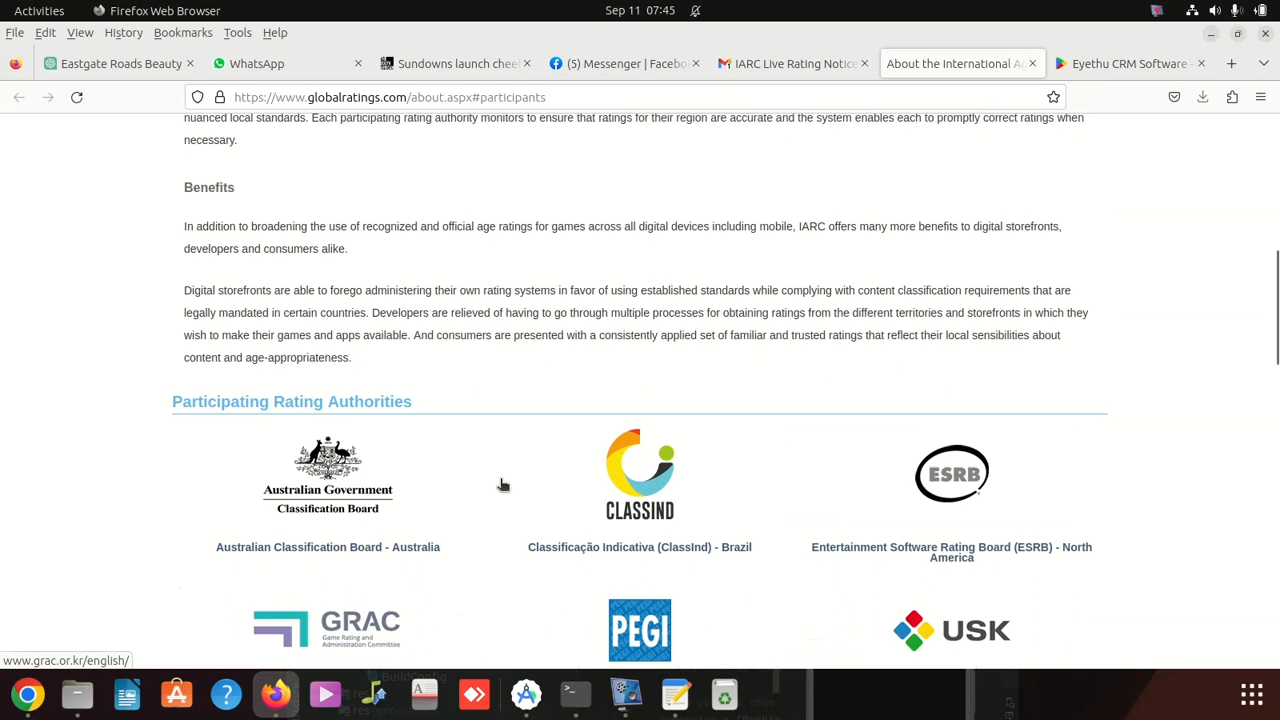 Activities
Firefox Web Browser
Sep 11 07:45
File Edit View History Bookmarks Tools Help
Eastgate Roads Beauty
WhatsApp
Sundowns launch chee
(5) Messenger | Facebo
IARC Live Rating Notice
About the International Ag
Eyethu CRM Software -
https://www.globalratings.com/about.aspx#participants
nuanced local standards. Each participating rating authority monitors to ensure that ratings for their region are accurate and the system enables each to promptly correct ratings when
necessary.
Benefits
In addition to broadening the use of recognized and official age ratings for games across all digital devices including mobile, IARC offers many more benefits to digital storefronts,
developers and consumers alike.
Digital storefronts are able to forego administering their own rating systems in favor of using established standards while complying with content classification requirements that are
legally mandated in certain countries. Developers are relieved of having to go through multiple processes for obtaining ratings from the different territories and storefronts in which they
wish to make their games and apps available. And consumers are presented with a consistently applied set of familiar and trusted ratings that reflect their local sensibilities about
content and age-appropriateness.
Participating Rating Authorities
Australian Government
Classification Board
CLASSIND
ESRB
Australian Classification Board - Australia
Classificação Indicativa (ClassInd) - Brazil
Entertainment Software Rating Board (ESRB) - North
America
GRAC
Game Rating and
Administration Committee
PEGI
USK
www.grac.or.kr/english/
BuildConfig